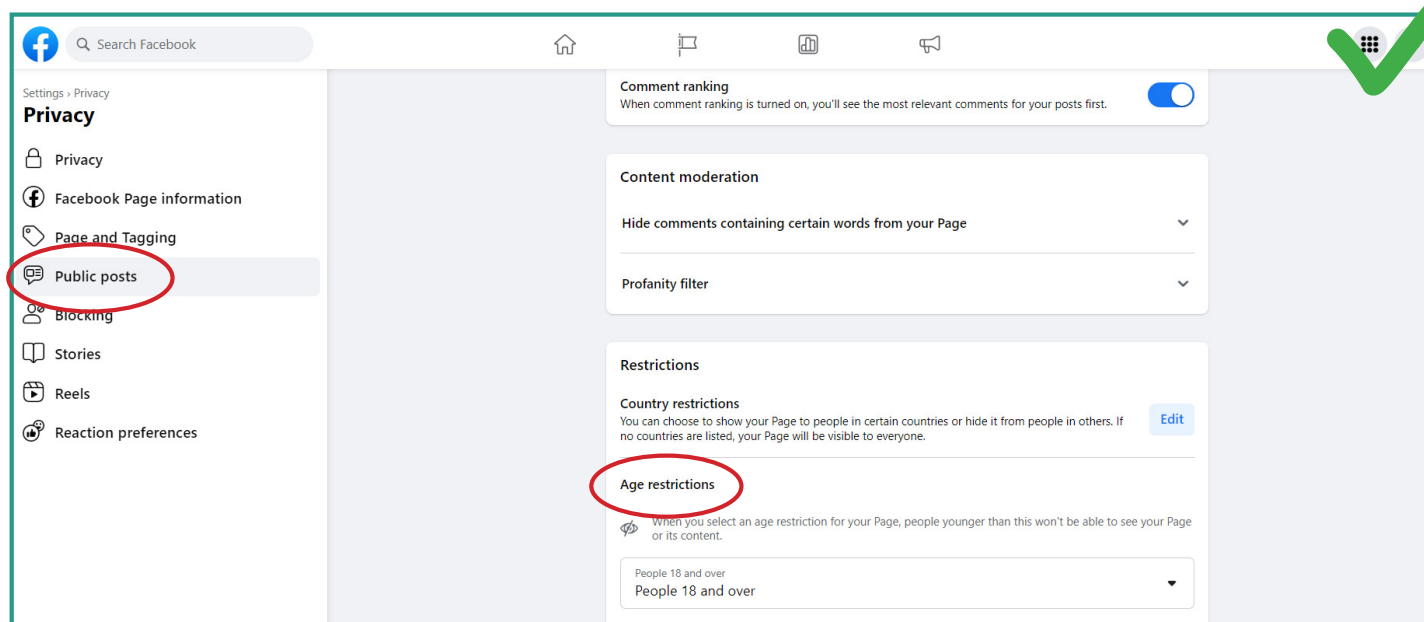 Search Facebook
Settings › Privacy
Privacy
Privacy
Facebook Page information
Page and Tagging
Public posts
Blocking
Stories
Reels
Reaction preferences
Comment ranking
When comment ranking is turned on, you'll see the most relevant comments for your posts first.
Content moderation
Hide comments containing certain words from your Page
Profanity filter
Restrictions
Country restrictions
You can choose to show your Page to people in certain countries or hide it from people in others. If
no countries are listed, your Page will be visible to everyone.
Edit
Age restrictions
When you select an age restriction for your Page, people younger than this won't be able to see your Page
or its content.
People 18 and over
People 18 and over